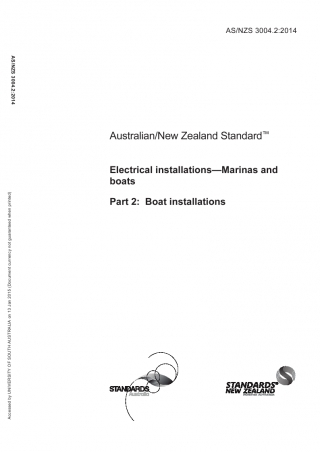 AS/NZS 3004.2:2014
AS/NZS 3004.2:2014
Australian/New Zealand Standard™
Electrical installations—Marinas and
boats
Part 2: Boat installations
Accessed by UNIVERSITY OF SOUTH AUSTRALIA on 13 Jan 2015 (Document currency not guaranteed when printed)
STANDARDS
Australia
STANDARDS
NEW ZEALAND